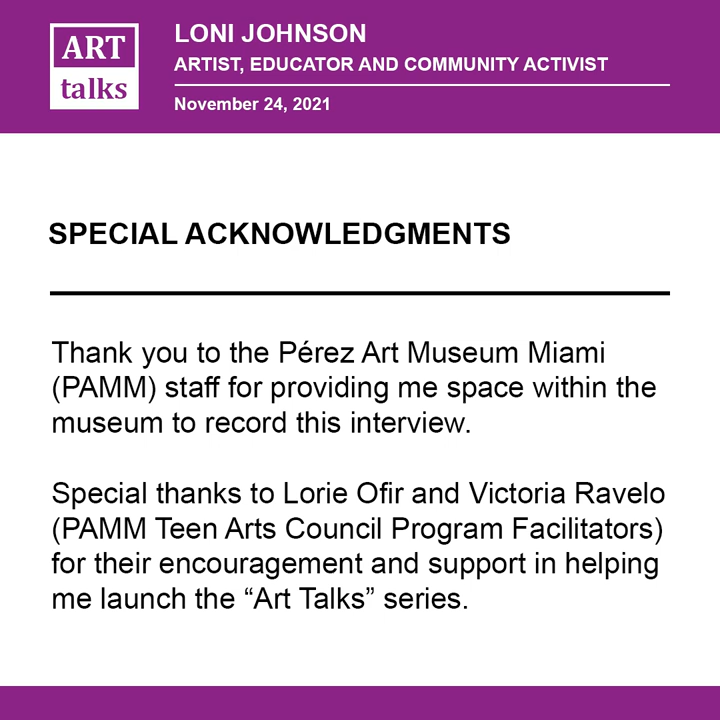 ART
talks
LONI JOHNSON
ARTIST, EDUCATOR AND COMMUNITY ACTIVIST
November 24, 2021
SPECIAL ACKNOWLEDGMENTS
Thank you to the Pérez Art Museum Miami
(PAMM) staff for providing me space within the
museum to record this interview.
Special thanks to Lorie Ofir and Victoria Ravelo
(PAMM Teen Arts Council Program Facilitators)
for their encouragement and support in helping
me launch the “Art Talks” series.